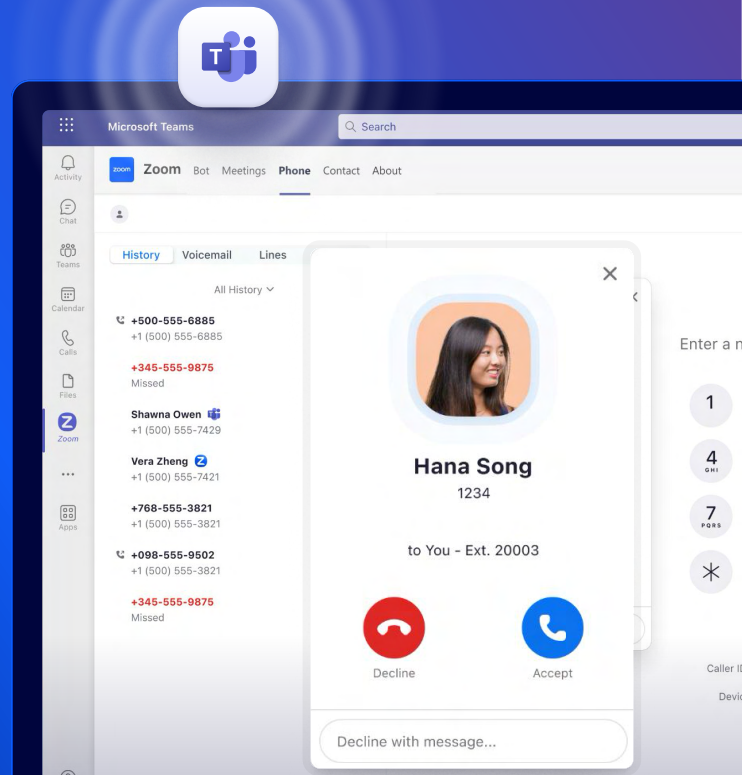 T
Microsoft Teams
Search
Activity
Chat
Teams
Calendar
Calls
Files
Zoom
Apps
zoom
Zoom Bot Meetings Phone Contact About
History Voicemail Lines
All History
+500-555-6885
+1 (500) 555-6885
+345-555-9875
Missed
Shawna Owen
+1 (500) 555-7429
Vera Zheng
+1 (500) 555-7421
+768-555-3821
+1 (500) 555-3821
+098-555-9502
+1 (500) 555-3821
+345-555-9875
Missed
Hana Song
1234
to You - Ext. 20003
Decline
Accept
Decline with message...
Enter a n
1
4
GHI
7
PQRS
*
Caller